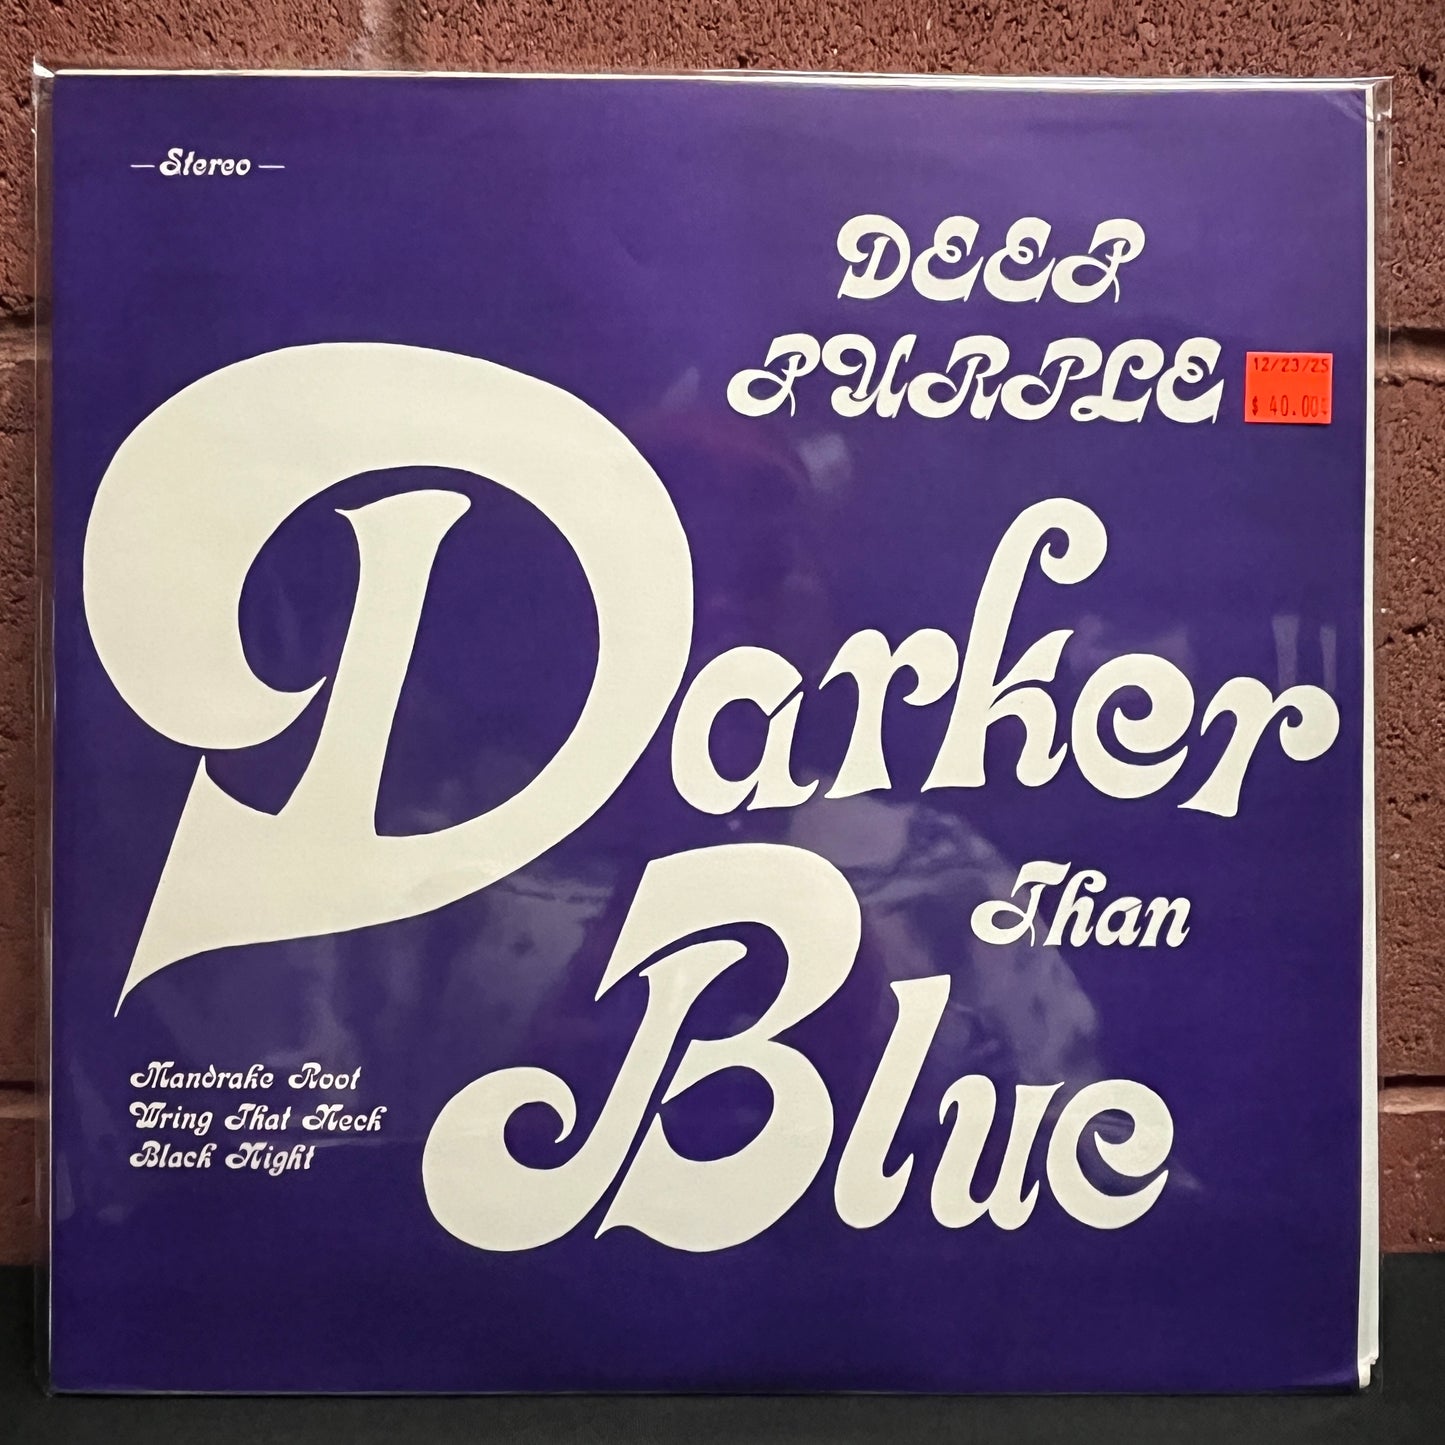 —Stereo—
DEEP
PURPLE
12/23/25
$ 40.00
Darker
Than
Blue
Mandrake Root
Wring That Neck
Black Night